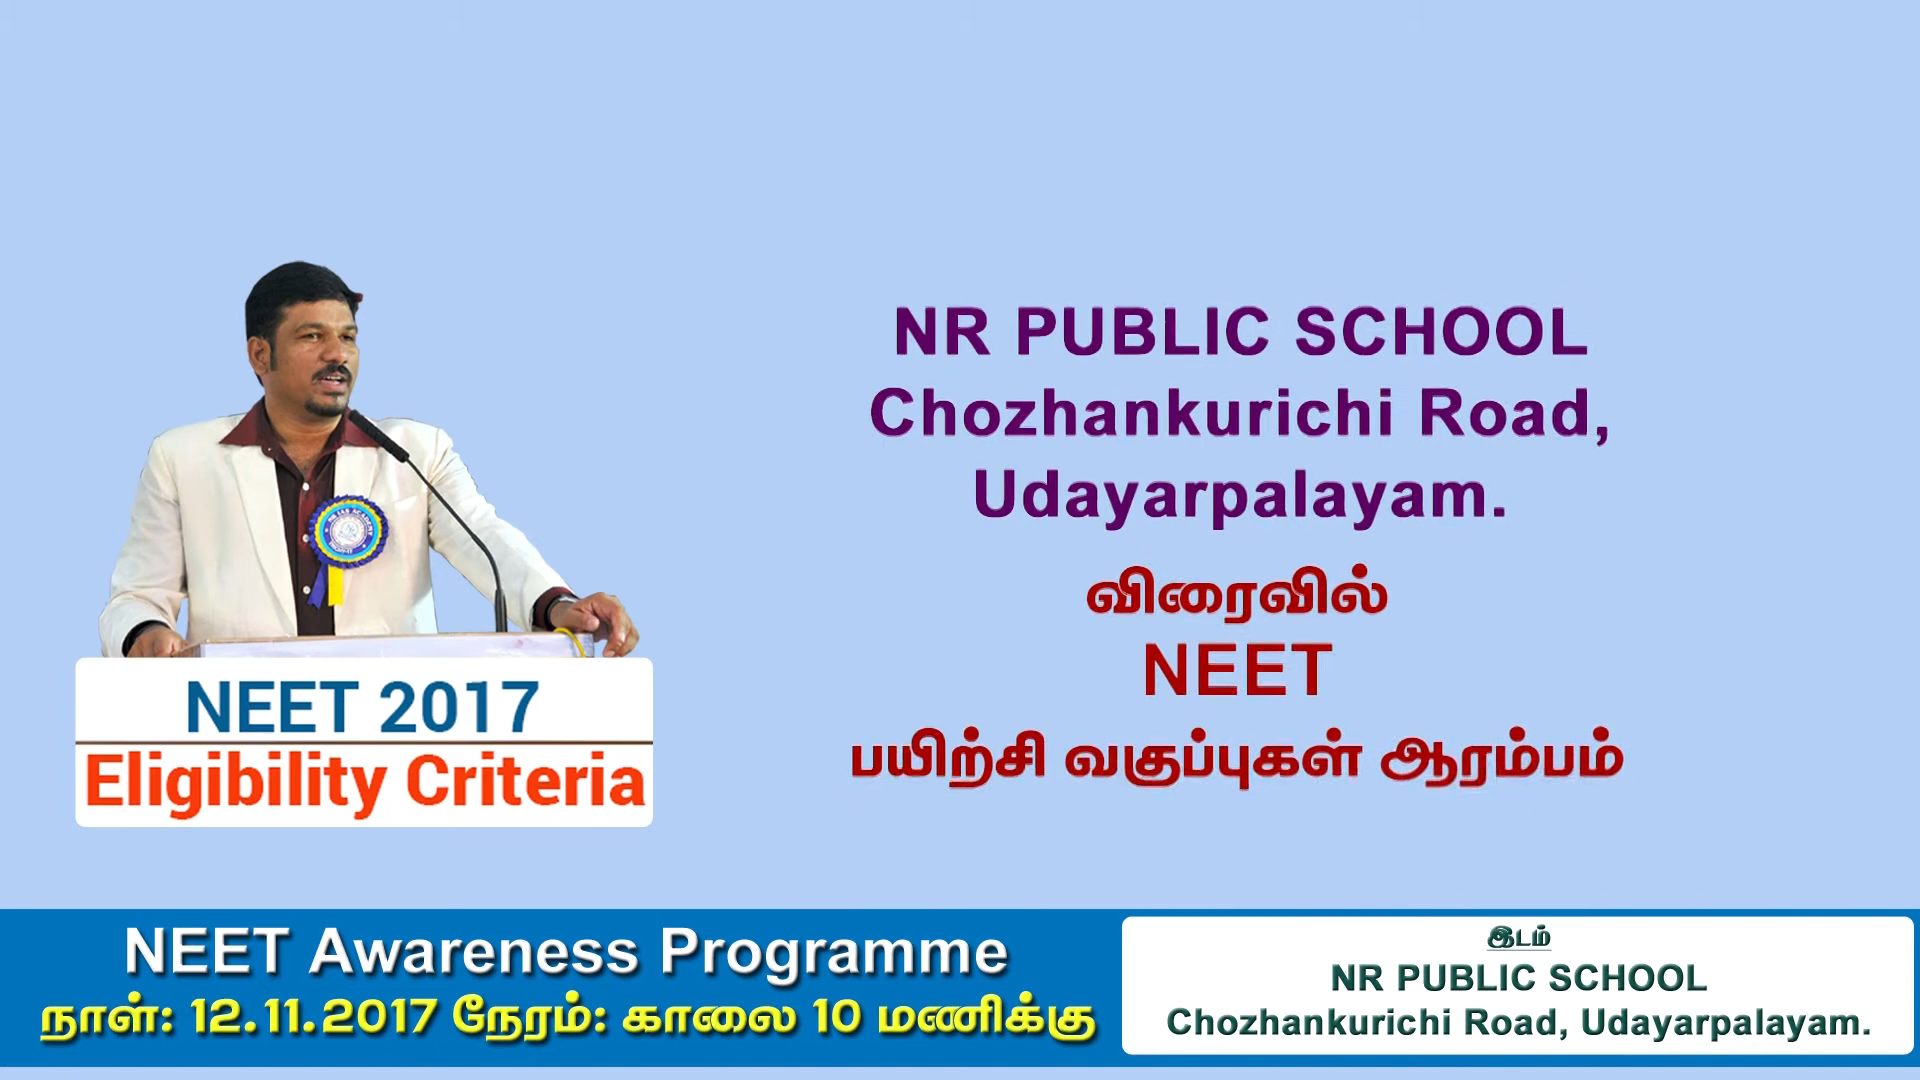 NR PUBLIC SCHOOL
Chozhankurichi Road,
Udayarpalayam.
விரைவில்
NEET
பயிற்சி வகுப்புகள் ஆரம்பம்
NEET 2017
Eligibility Criteria
NEET Awareness Programme
நாள்: 12.11.2017 நேரம்: காலை 10 மணிக்கு
இடம்
NR PUBLIC SCHOOL
Chozhankurichi Road, Udayarpalayam.